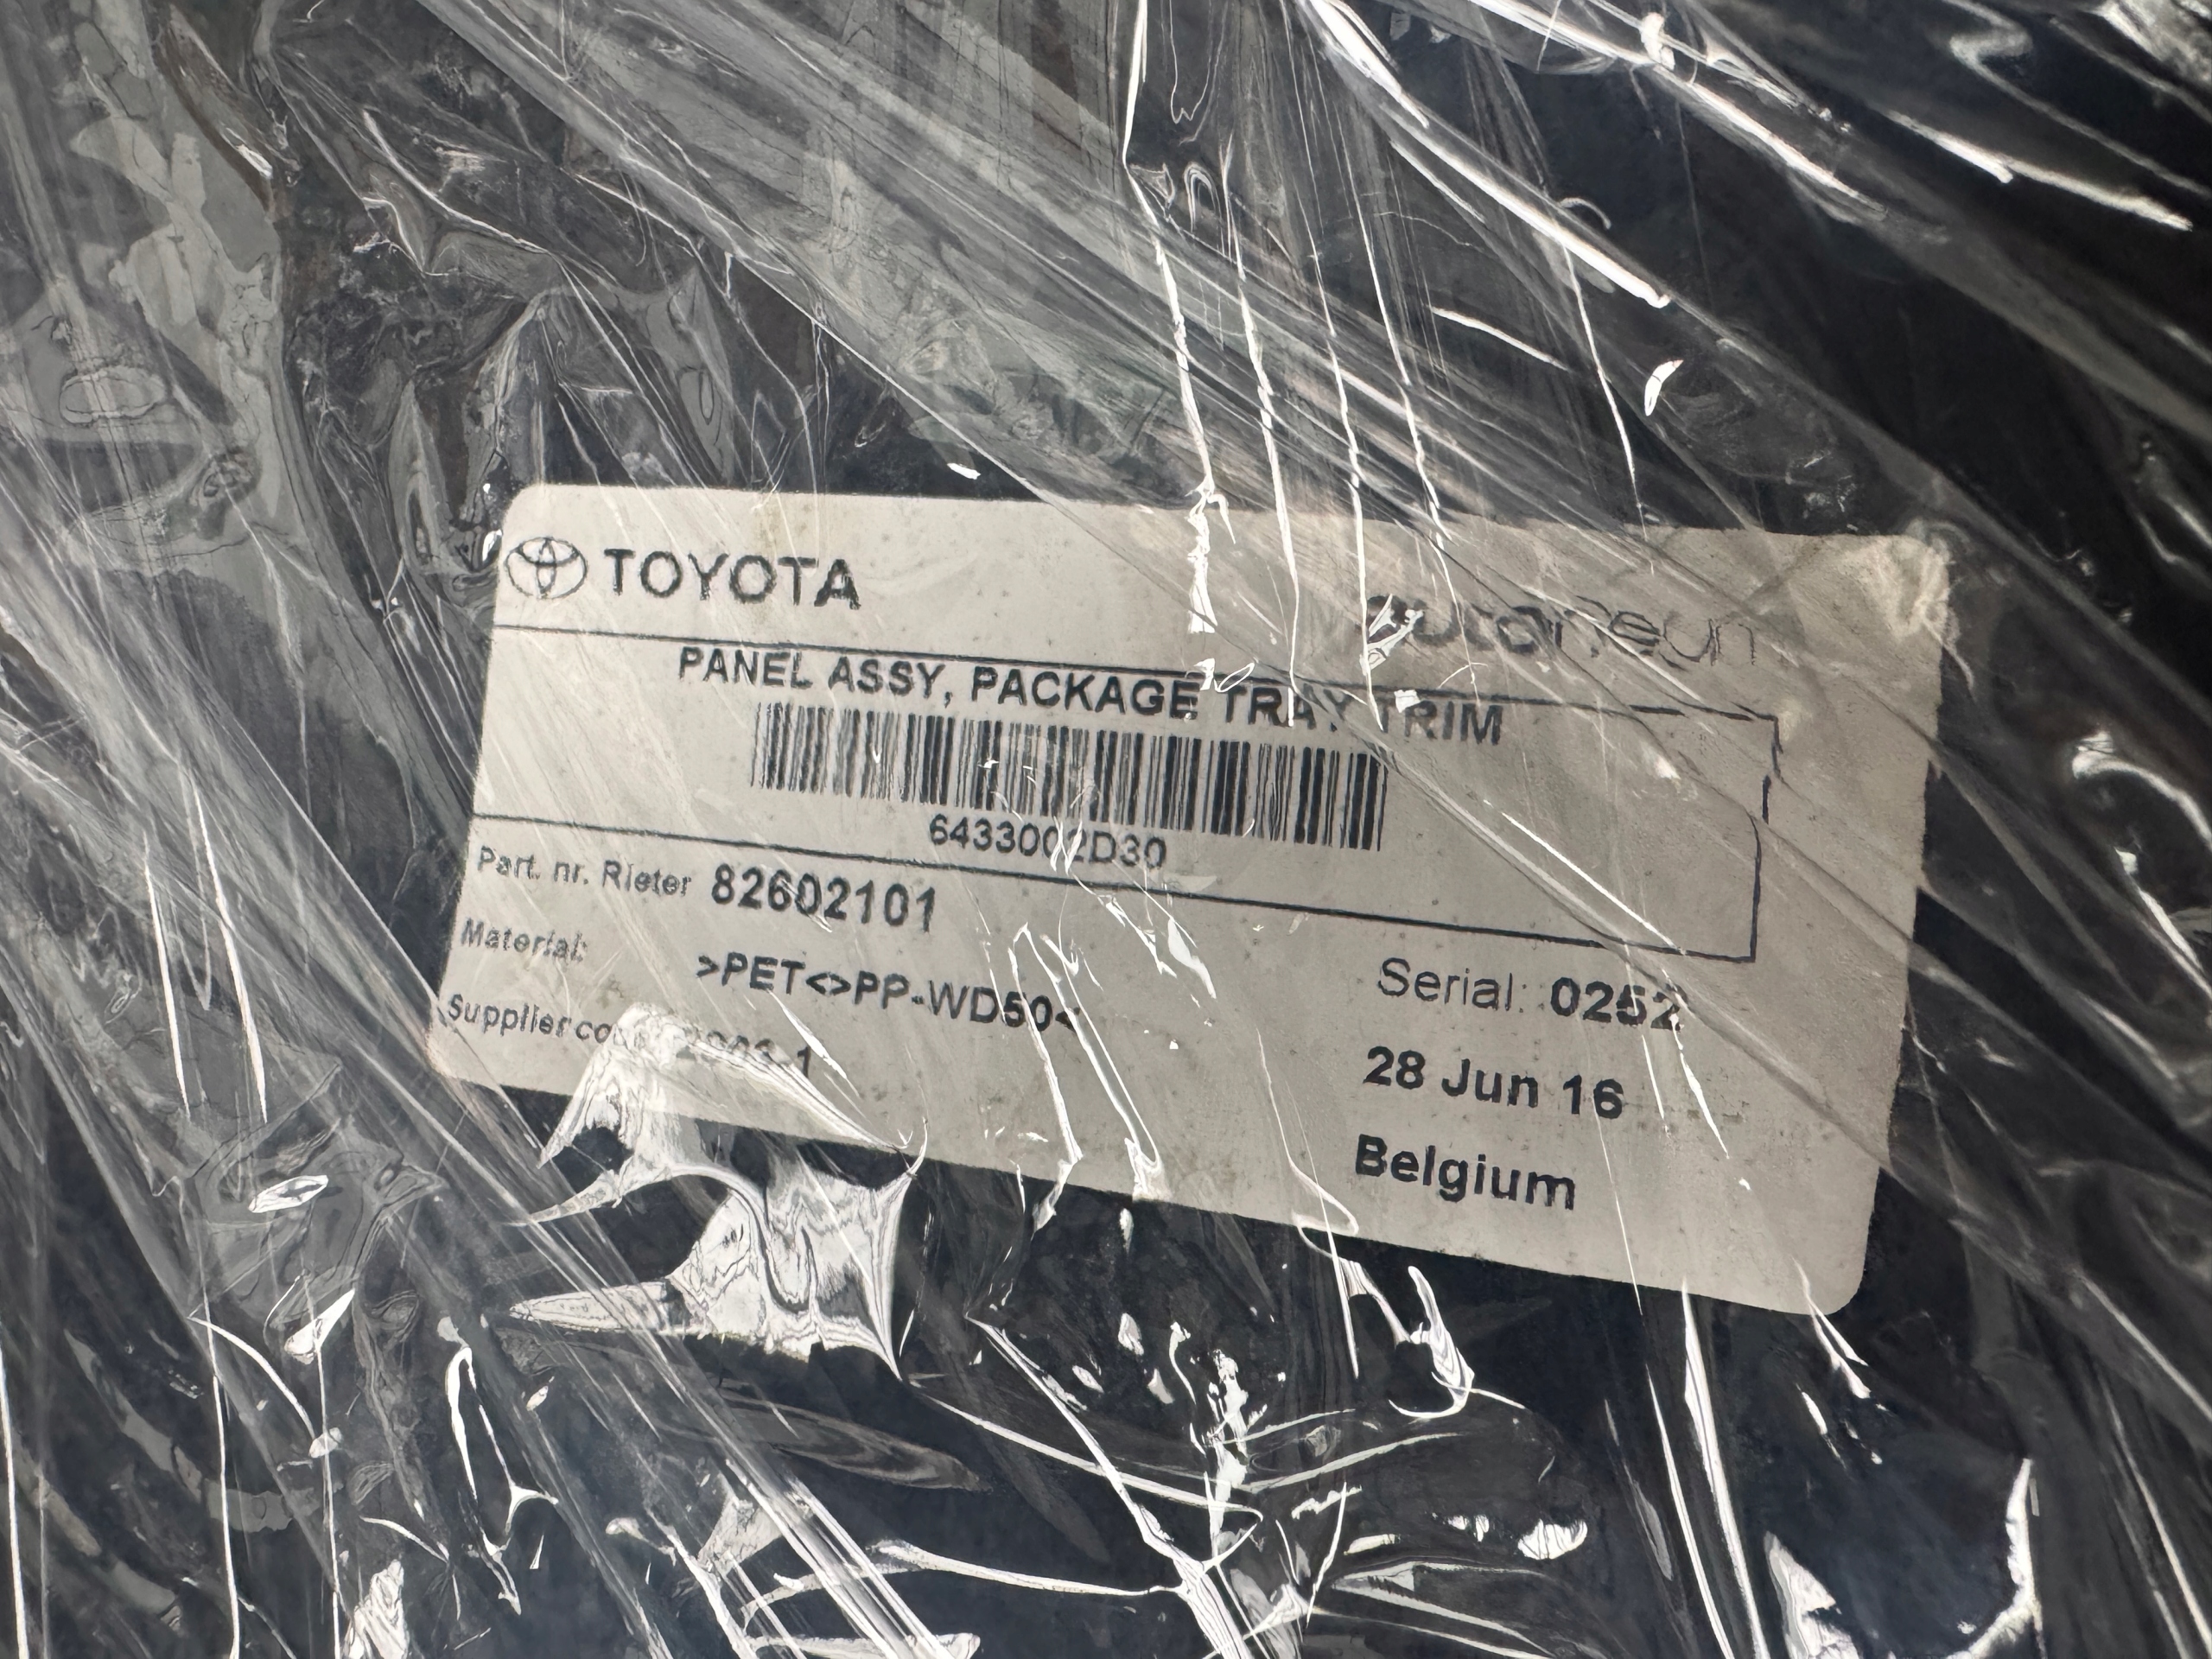 TOYOTA
autoneum
PANEL ASSY, PACKAGE TRAY TRIM
6433002D30
Part. nr. Rieter 82602101
Material: >PET<>PP-WD50<
Supplier
Serial: 0252
28 Jun 16
Belgium